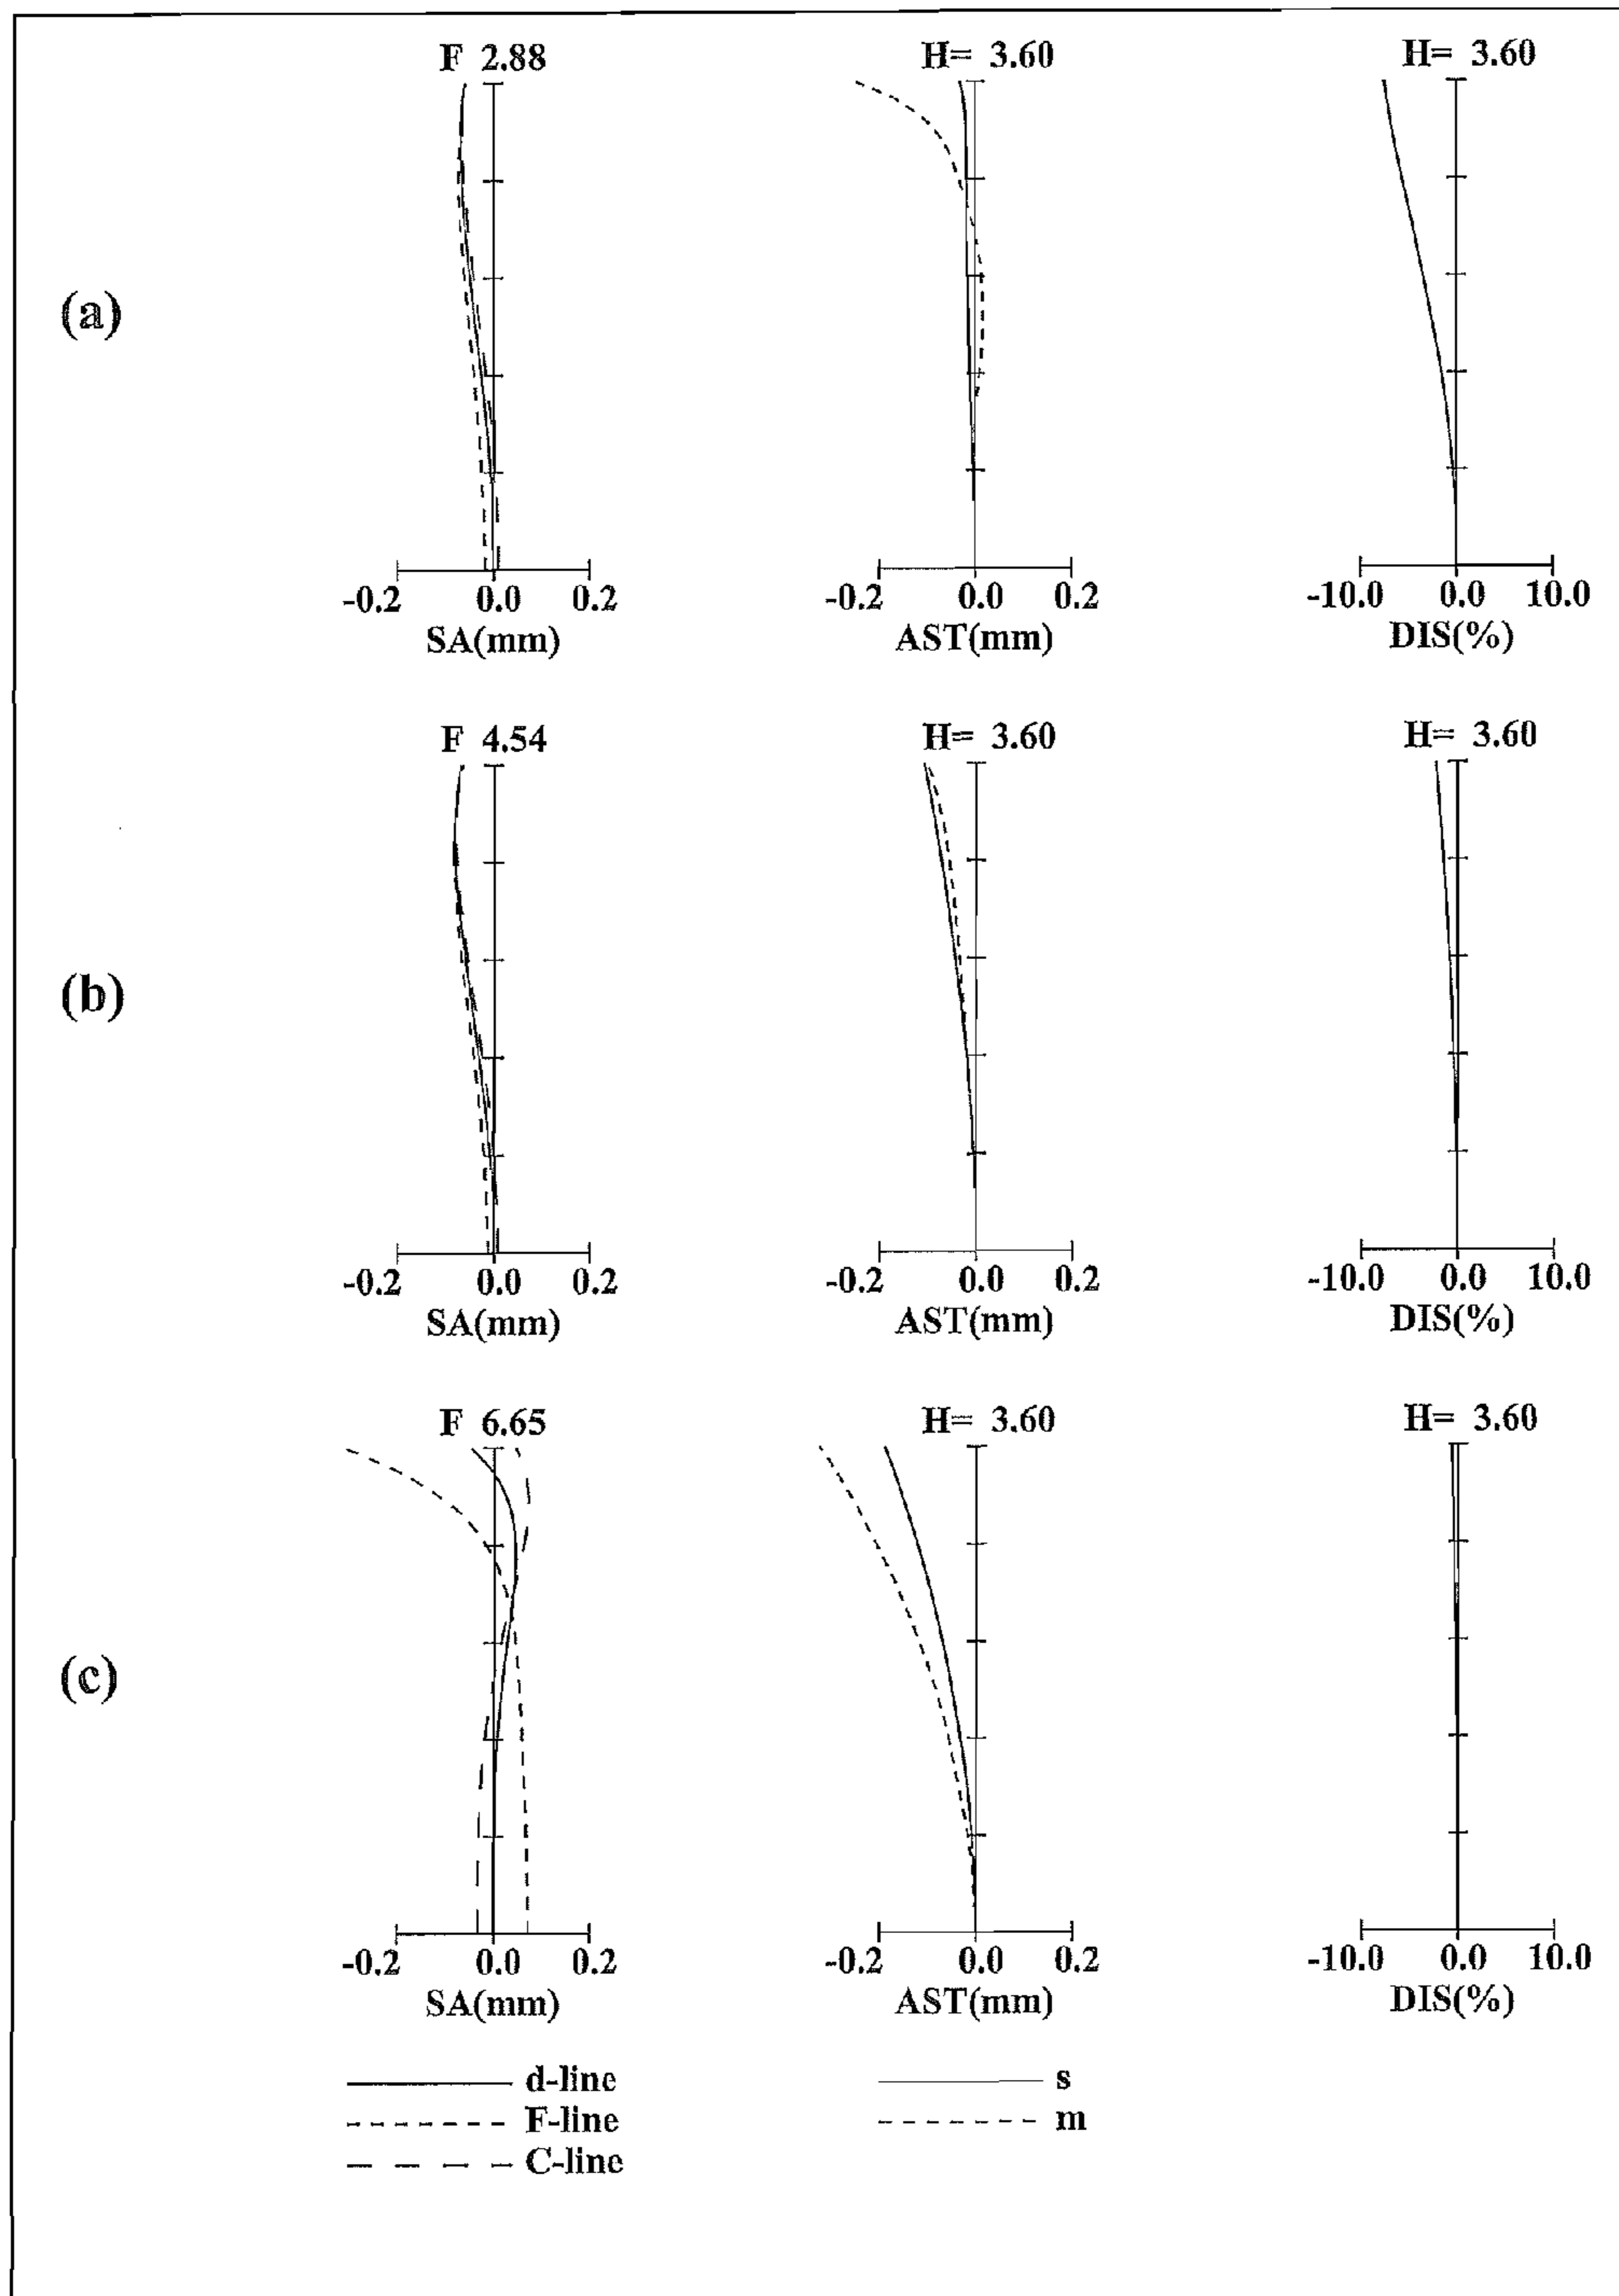 F 2.88 H= 3.60 H= 3.60
(a)
-0.2 0.0 0.2 -0.2 0.0 0.2 -10.0 0.0 10.0
SA(mm) AST(mm) DIS(%)
F 4.54 H= 3.60 H= 3.60
(b)
-0.2 0.0 0.2 -0.2 0.0 0.2 -10.0 0.0 10.0
SA(mm) AST(mm) DIS(%)
F 6.65 H= 3.60 H= 3.60
(c)
-0.2 0.0 0.2 -0.2 0.0 0.2 -10.0 0.0 10.0
SA(mm) AST(mm) DIS(%)
d-line s
F-line m
C-line